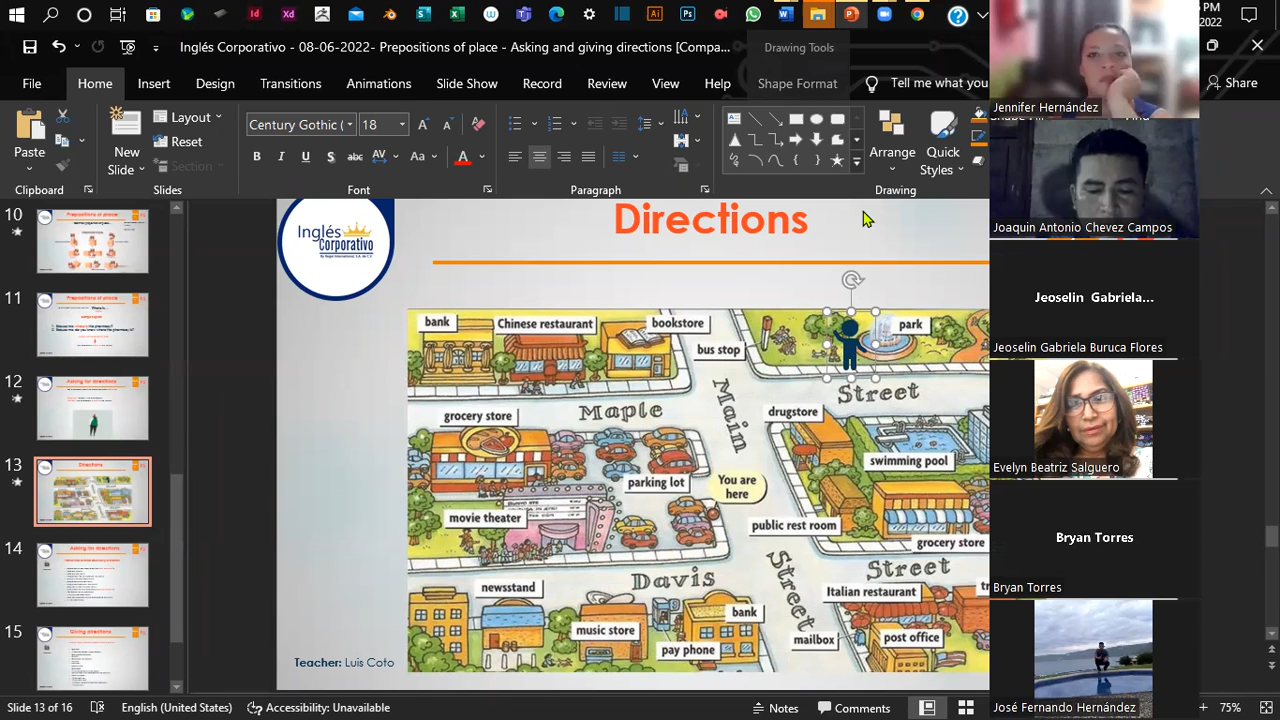 PM
2022
Inglés Corporativo - 08-06-2022- Prepositions of place - Asking and giving directions [Compa...
Drawing Tools
File
Home
Insert
Design
Transitions
Animations
Slide Show
Record
Review
View
Help
Shape Format
Tell me what you
Share
Paste
New
Slide
Layout
Reset
Section
Century Gothic (
18
Arrange
Quick
Styles
Clipboard
Slides
Font
Paragraph
Drawing
10
Prepositions of place
11
Prepositions of place
12
Asking for directions
13
Directions
14
Asking for directions
15
Giving directions
Inglés
Corporativo
By Regal International, S.A. de C.V
Directions
bank
Chinese restaurant
bookstore
bus stop
park
Maple
Street
Main
Street
grocery store
drugstore
swimming pool
parking lot
You are
here
movie theater
public rest room
grocery store
newsstand
Davis
Street
Italian restaurant
bank
music store
mailbox
post office
pay phone
Teacher: Luis Coto
Jennifer Hernández
Joaquin Antonio Chevez Campos
Jeoselin Gabriela...
Jeoselin Gabriela Buruca Flores
Evelyn Beatriz Salguero
Bryan Torres
Bryan Torres
José Fernando Hernández
Slide 13 of 16
English (United States)
Accessibility: Unavailable
Notes
Comments
75%